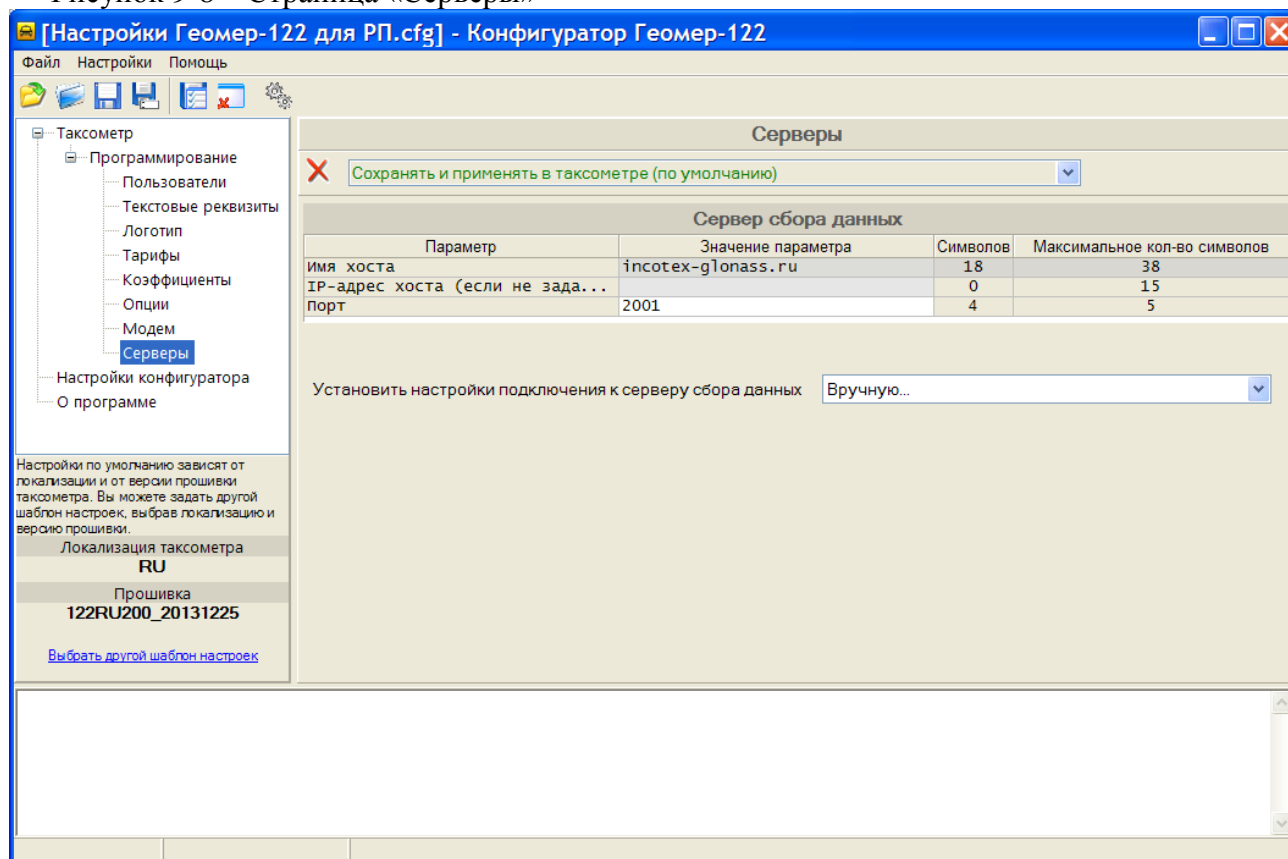 Рисунок 9-8 – Страница «Серверы»
[Настройки Геомер-122 для РП.cfg] - Конфигуратор Геомер-122
Файл Настройки Помощь
Таксометр
Программирование
Пользователи
Текстовые реквизиты
Логотип
Тарифы
Коэффициенты
Опции
Модем
Серверы
Настройки конфигуратора
О программе
Настройки по умолчанию зависят от
локализации и от версии прошивки
таксометра. Вы можете задать другой
шаблон настроек, выбрав локализацию и
версию прошивки.
Локализация таксометра
RU
Прошивка
122RU200_20131225
Выбрать другой шаблон настроек
Серверы
Сохранять и применять в таксометре (по умолчанию)
Сервер сбора данных
Параметр Значение параметра Символов Максимальное кол-во символов
Имя хоста incotex-glonass.ru 18 38
IP-адрес хоста (если не зада... 0 15
Порт 2001 4 5
Установить настройки подключения к серверу сбора данных Вручную...